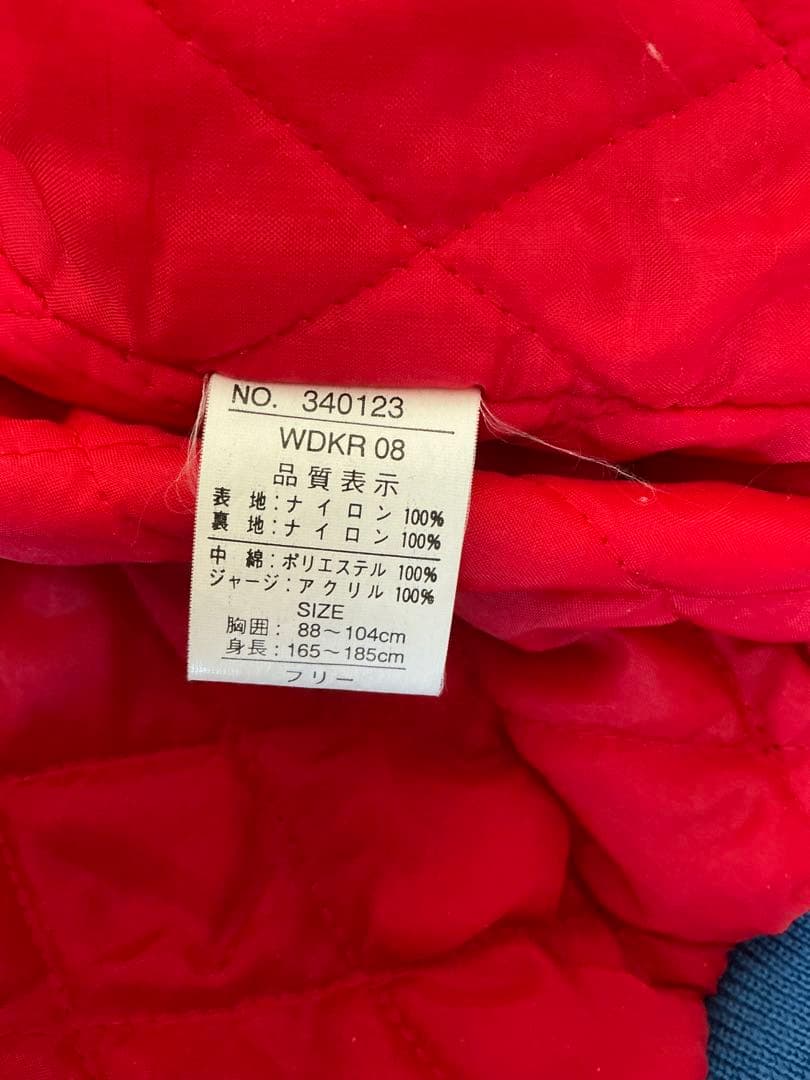 NO. 340123
WDKR 08
品質表示
表地:ナイロン 100%
裏地:ナイロン 100%
中綿:ポリエステル 100%
ジャージ:アクリル 100%
SIZE
胸囲: 88〜104cm
身長: 165〜185cm
フリー